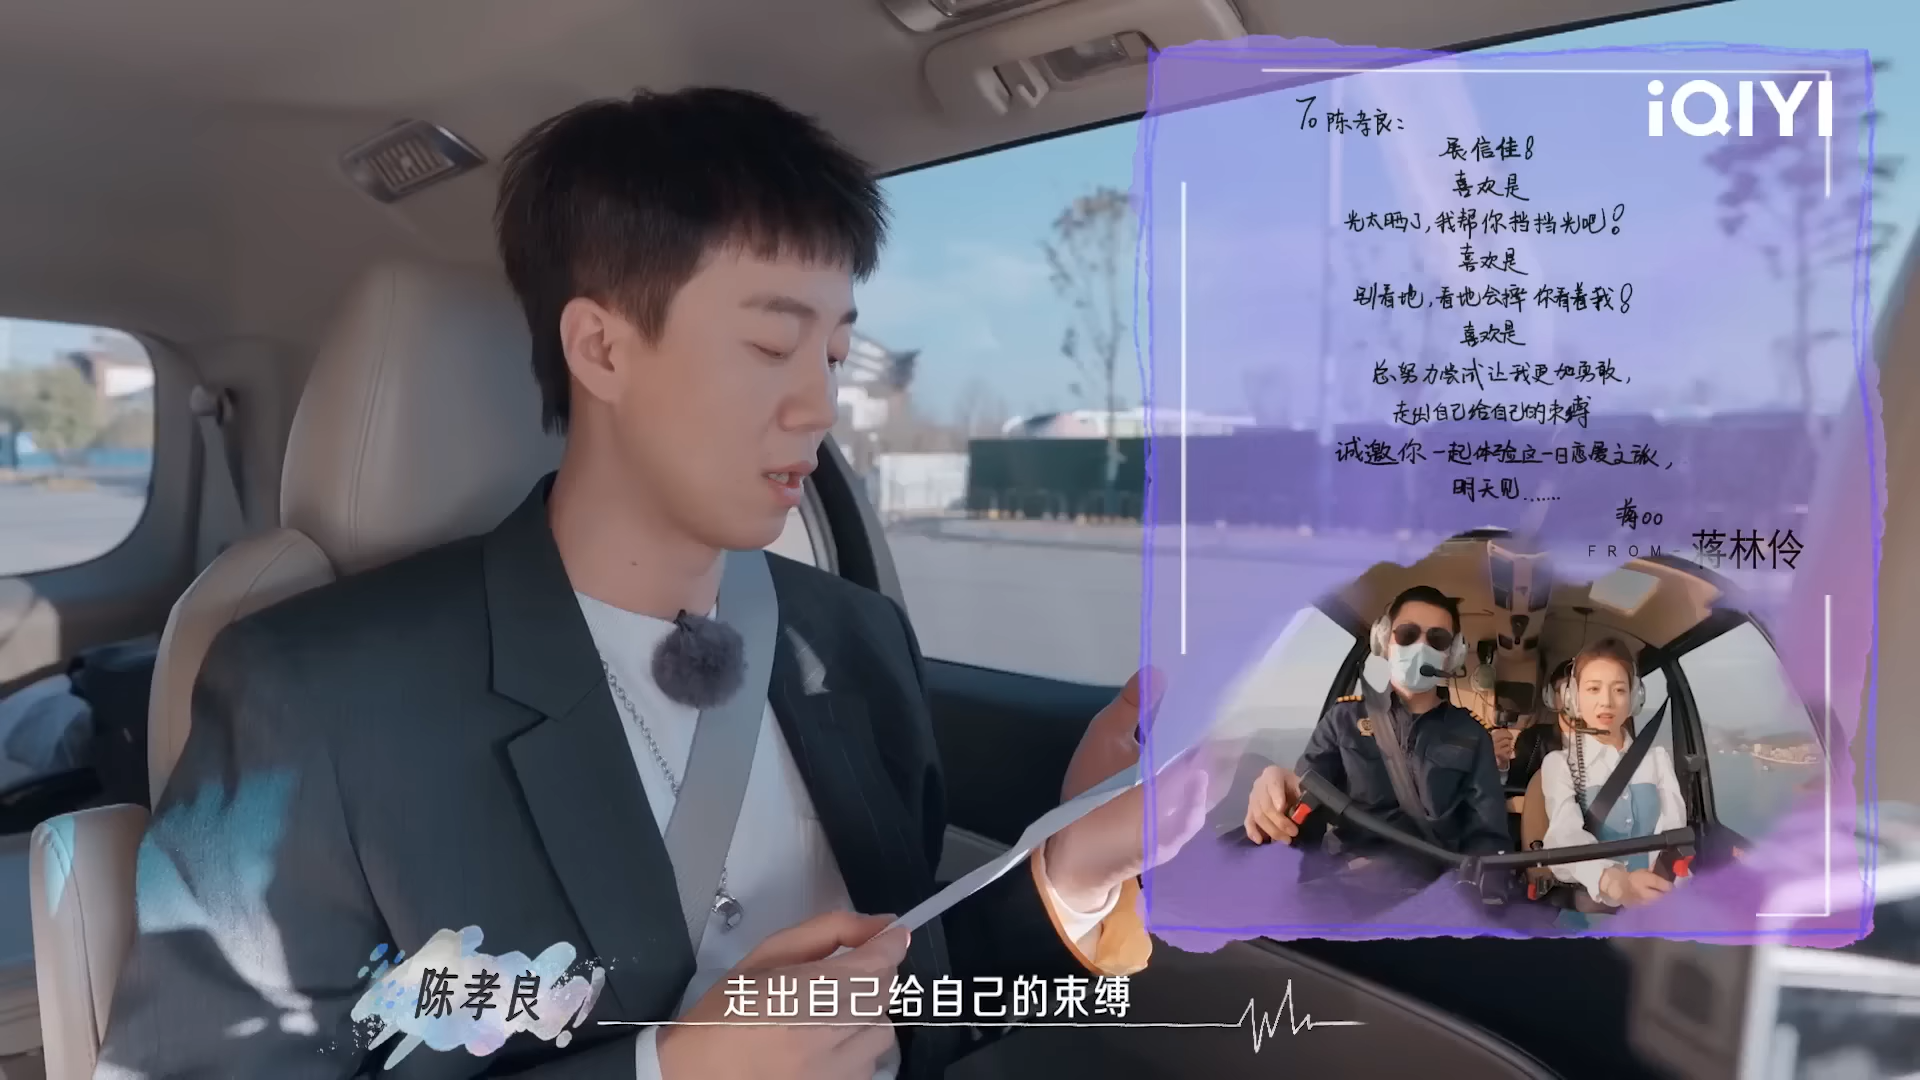 iQIYI
To 陈孝良：
展信佳!
喜欢是
光太晒了，我帮你挡挡光吧!
喜欢是
别看地，看地会摔 你看着我!
喜欢是
总努力尝试让我更加勇敢，
走出自己给自己的束缚
诚邀你一起体验这一日恋爱之旅，
明天见.......
蒋oo
FROM-蒋林伶
陈孝良
走出自己给自己的束缚